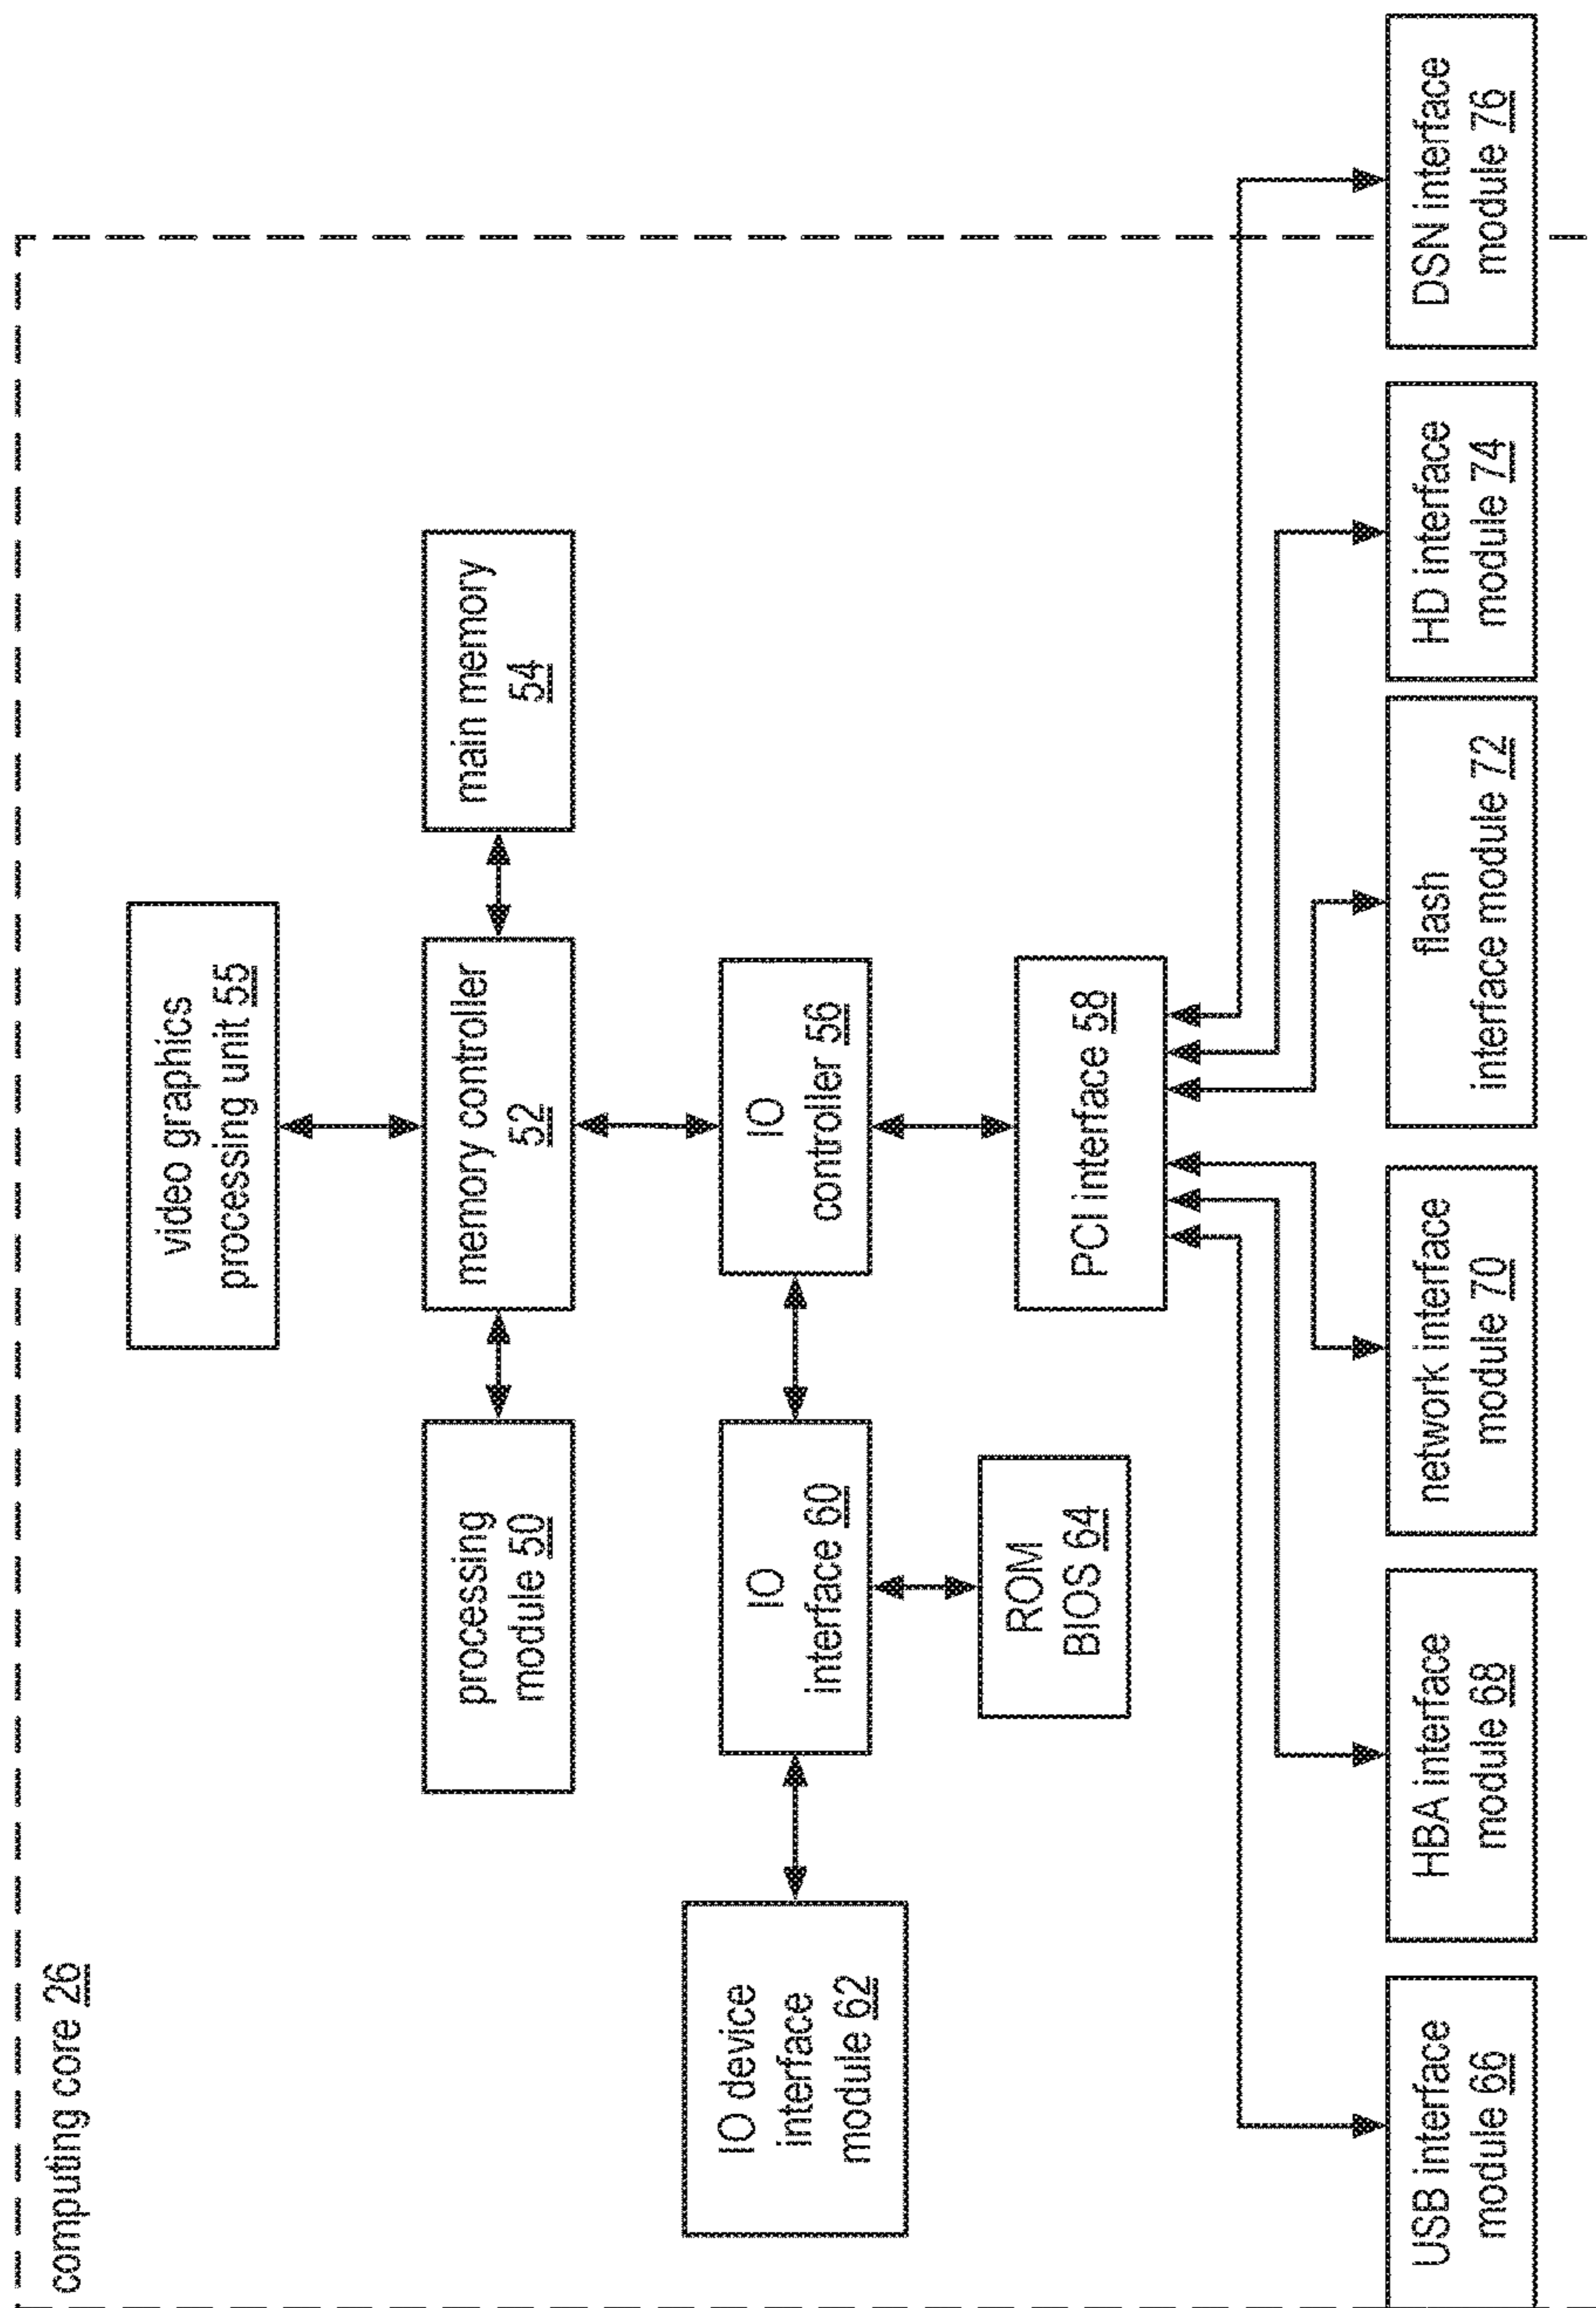 computing core 26
video graphics
processing unit 55
processing
module 50
memory controller
52
main memory
54
IO device
interface
module 62
IO
interface 60
IO
controller 56
ROM
BIOS 64
PCI interface 58
USB interface
module 66
HBA interface
module 68
network interface
module 70
flash
interface module 72
HD interface
module 74
DSN interface
module 76